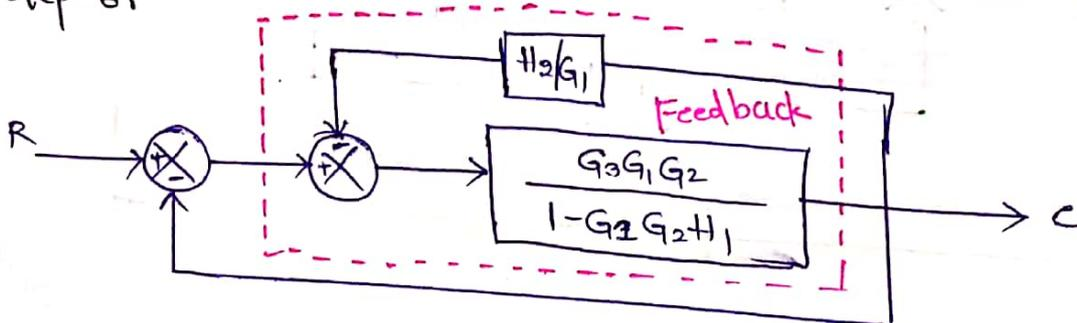 H2/G1
Feedback
R
+
-
+
-
G3G1G2
1-G1G2H1
C